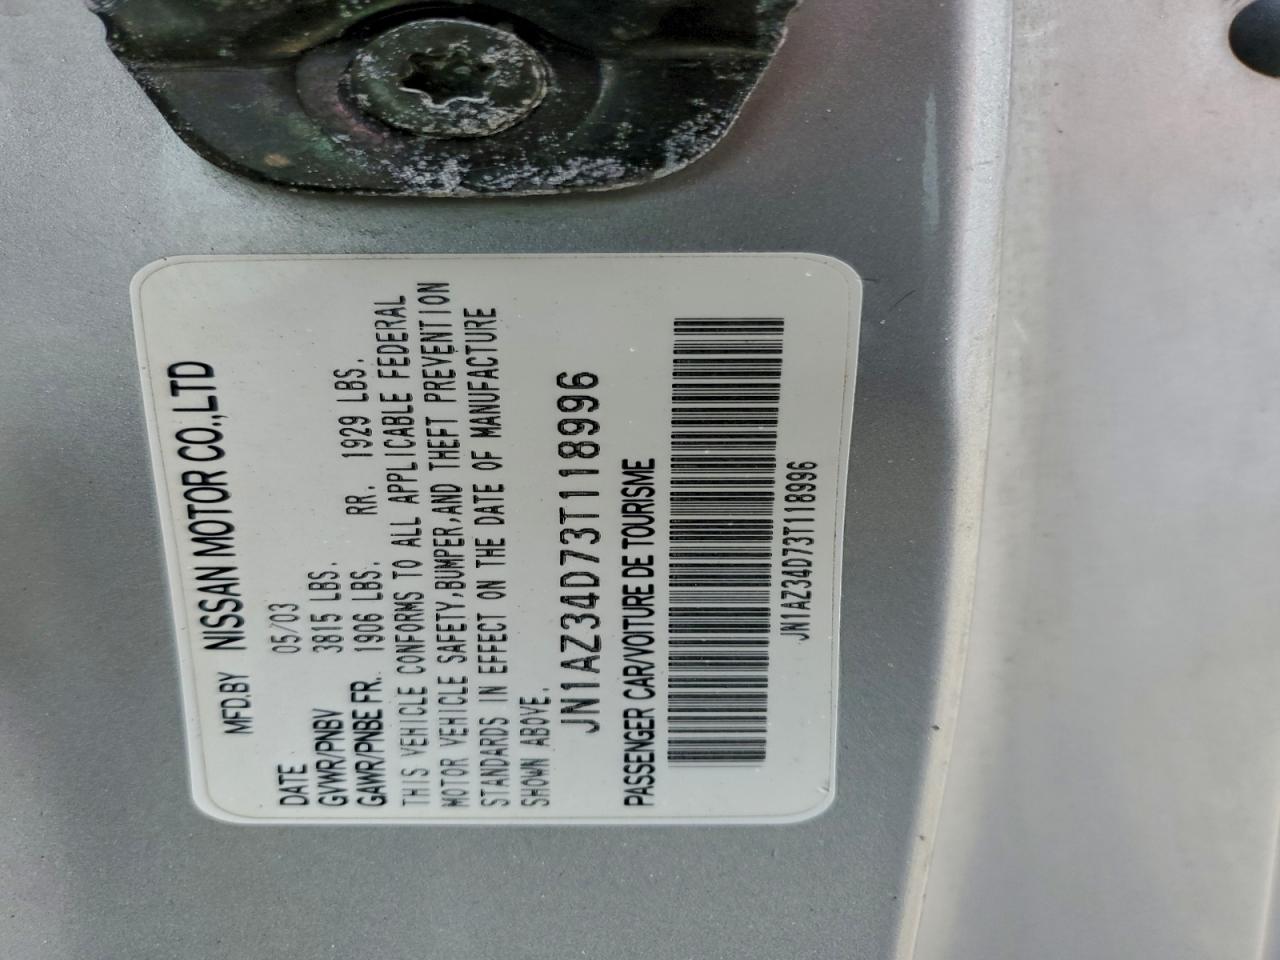 MFD.BY NISSAN MOTOR CO.,LTD
DATE 05/03
GVWR/PNBV 3815 LBS.
GAWR/PNBE FR. 1906 LBS. RR. 1929 LBS.
THIS VEHICLE CONFORMS TO ALL APPLICABLE FEDERAL
MOTOR VEHICLE SAFETY,BUMPER,AND THEFT PREVENTION
STANDARDS IN EFFECT ON THE DATE OF MANUFACTURE
SHOWN ABOVE.
JN1AZ34D73T118996
PASSENGER CAR/VOITURE DE TOURISME
JN1AZ34D73T118996